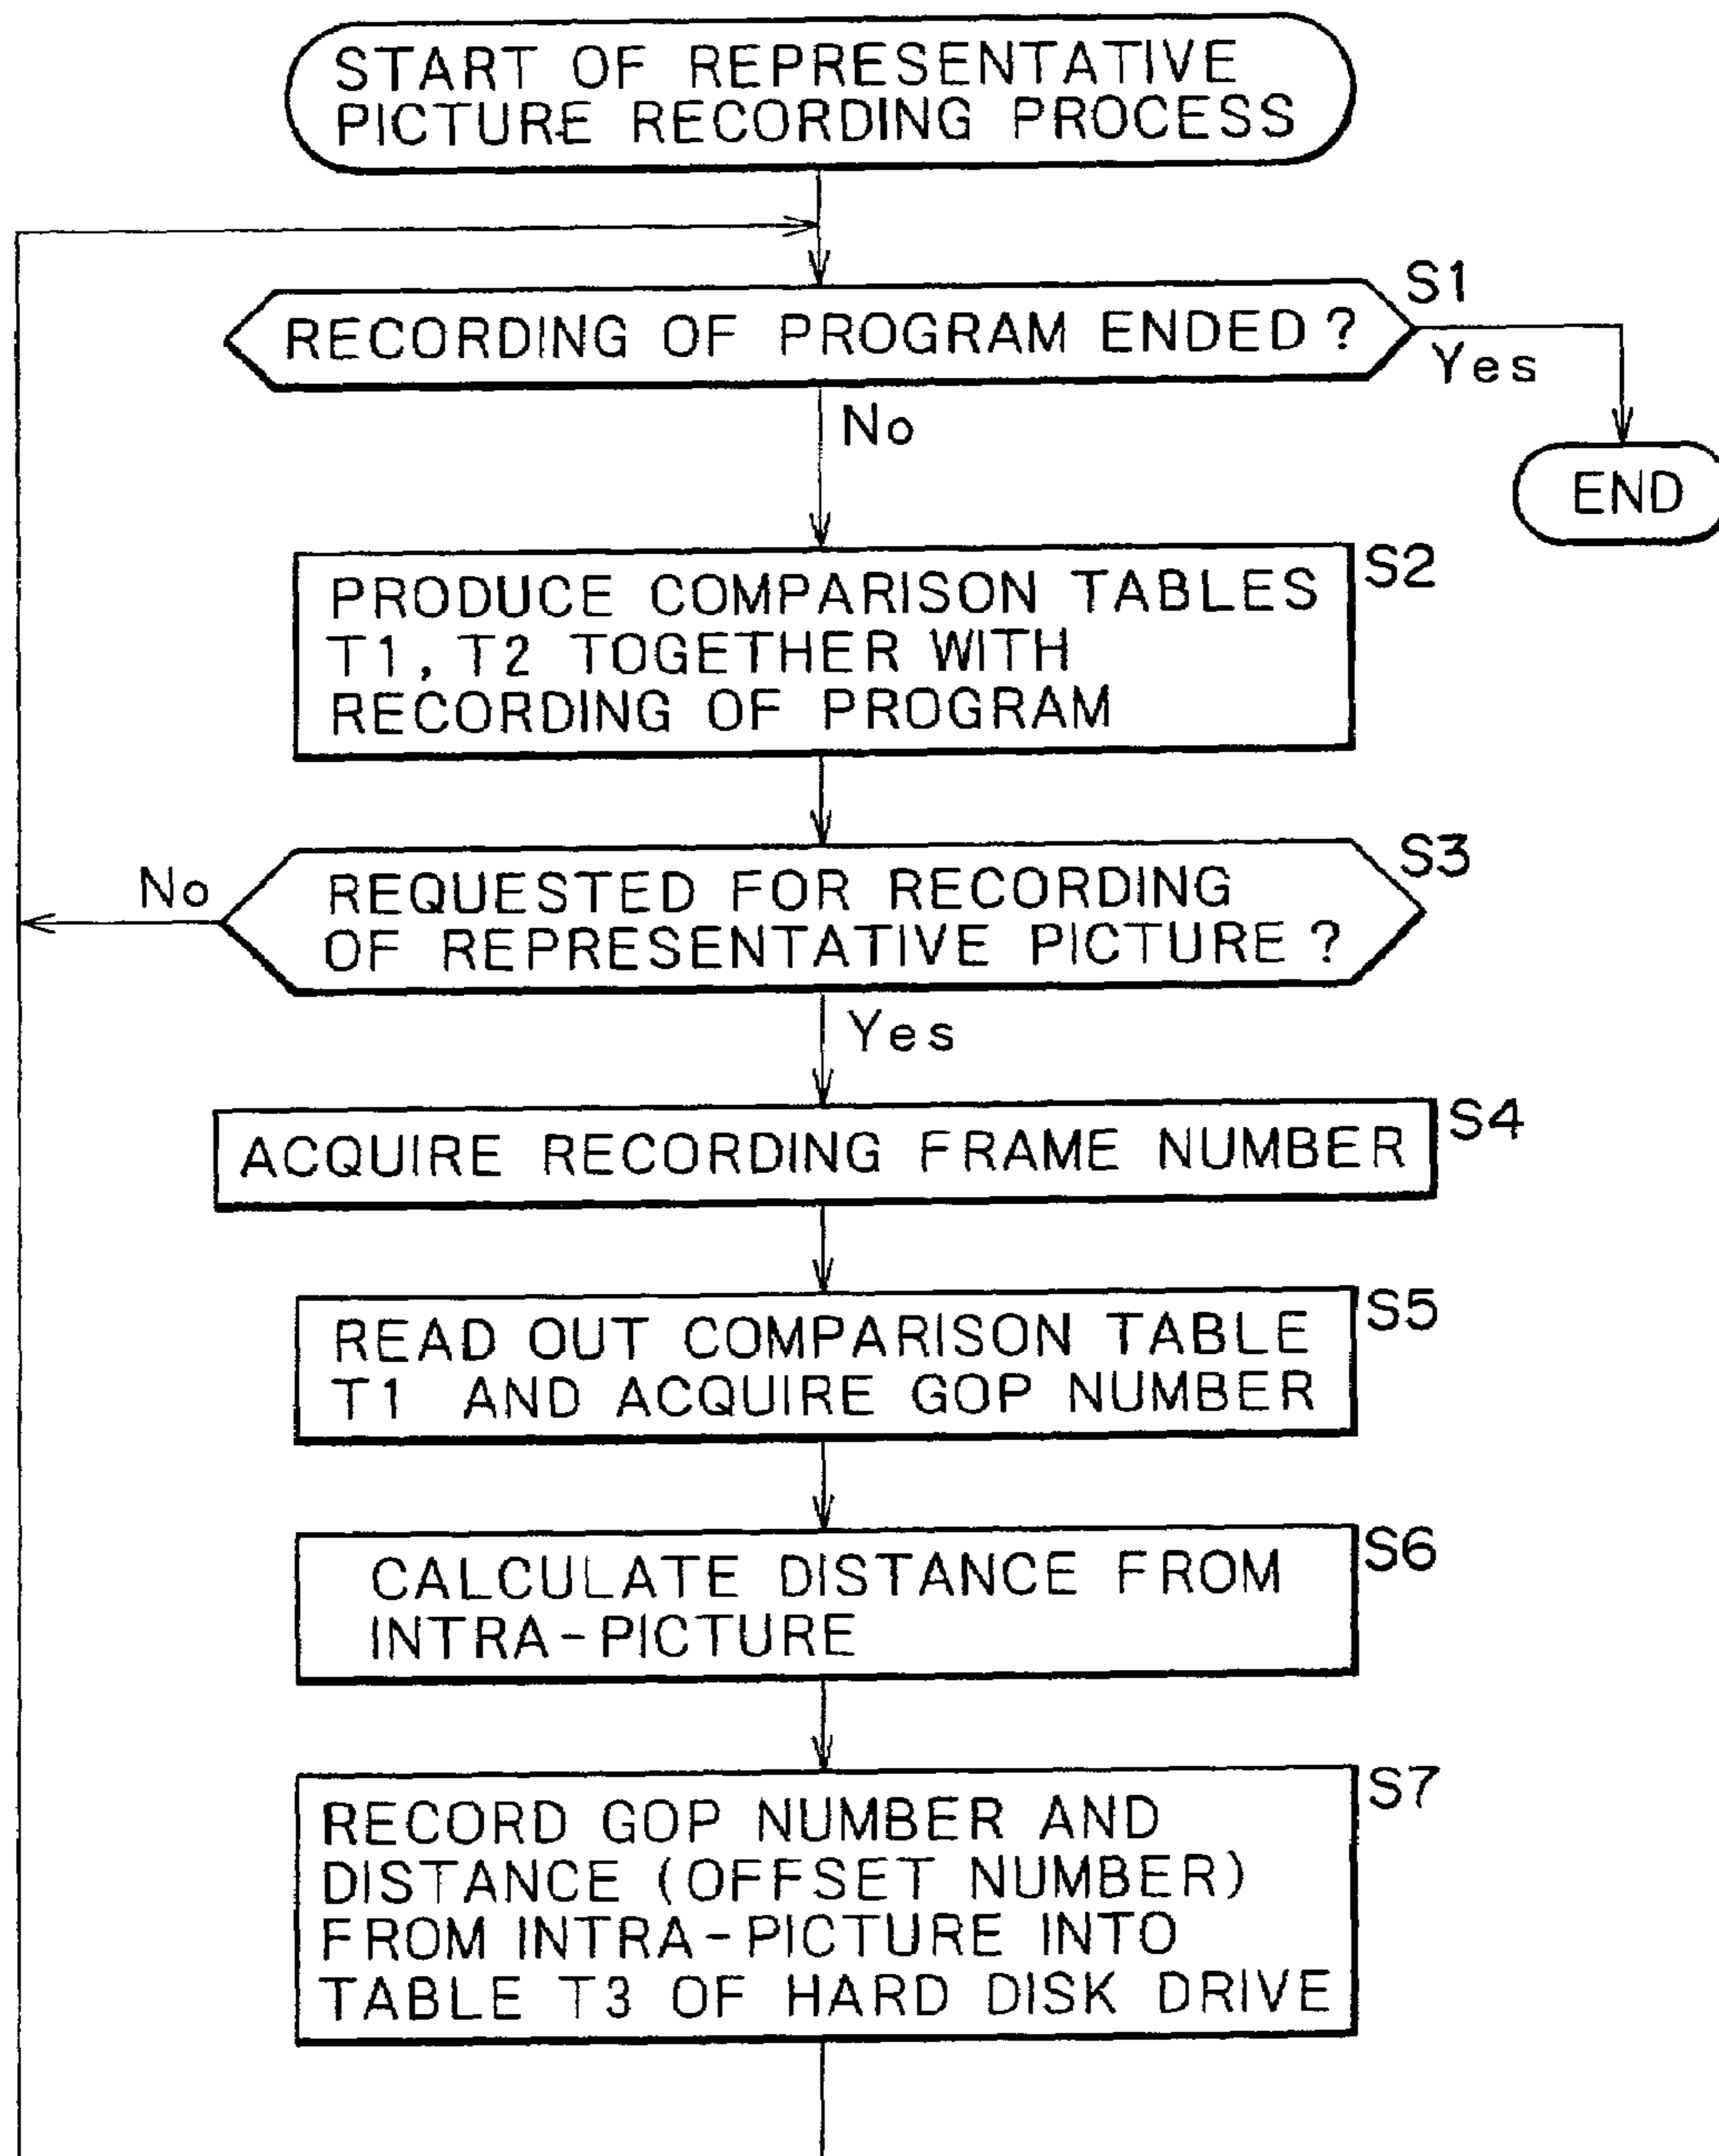 START OF REPRESENTATIVE
PICTURE RECORDING PROCESS
S1
RECORDING OF PROGRAM ENDED ?
Yes
No
END
S2
PRODUCE COMPARISON TABLES
T1, T2 TOGETHER WITH
RECORDING OF PROGRAM
S3
No
REQUESTED FOR RECORDING
OF REPRESENTATIVE PICTURE ?
Yes
S4
ACQUIRE RECORDING FRAME NUMBER
S5
READ OUT COMPARISON TABLE
T1 AND ACQUIRE GOP NUMBER
S6
CALCULATE DISTANCE FROM
INTRA-PICTURE
S7
RECORD GOP NUMBER AND
DISTANCE (OFFSET NUMBER)
FROM INTRA-PICTURE INTO
TABLE T3 OF HARD DISK DRIVE